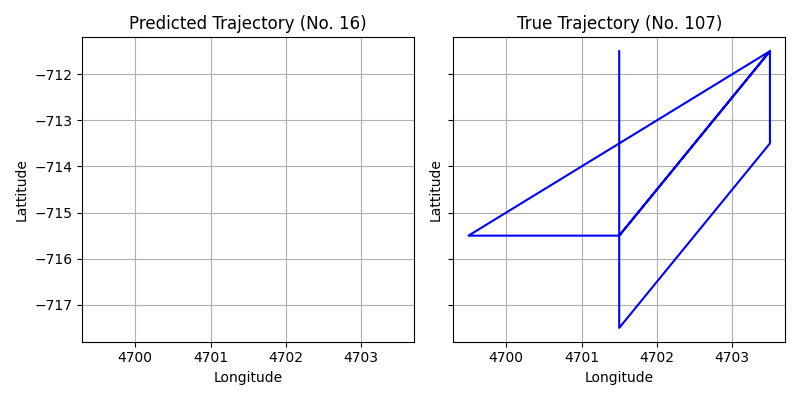 Predicted Trajectory (No. 16)
True Trajectory (No. 107)
Lattitude
−712
−713
−714
−715
−716
−717
4700
4701
4702
4703
Longitude
Lattitude
4700
4701
4702
4703
Longitude